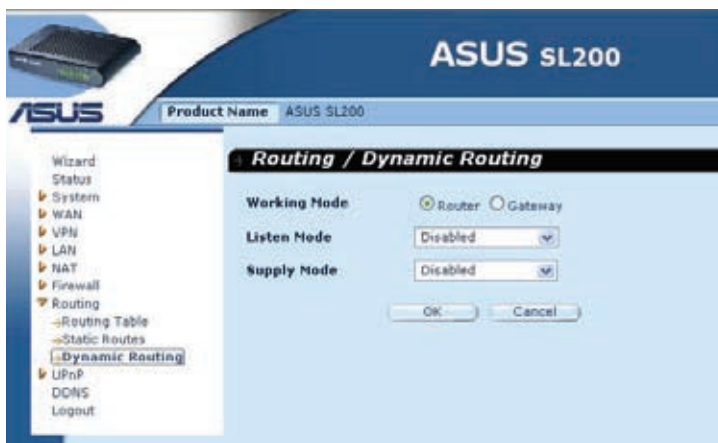 ASUS SL200
ASUS
Product Name ASUS SL200
Wizard
Status
System
WAN
VPN
LAN
NAT
Firewall
Routing
Routing Table
Static Routes
Dynamic Routing
UPnP
DDNS
Logout
Routing / Dynamic Routing
Working Mode Router Gateway
Listen Mode Disabled
Supply Mode Disabled
OK Cancel